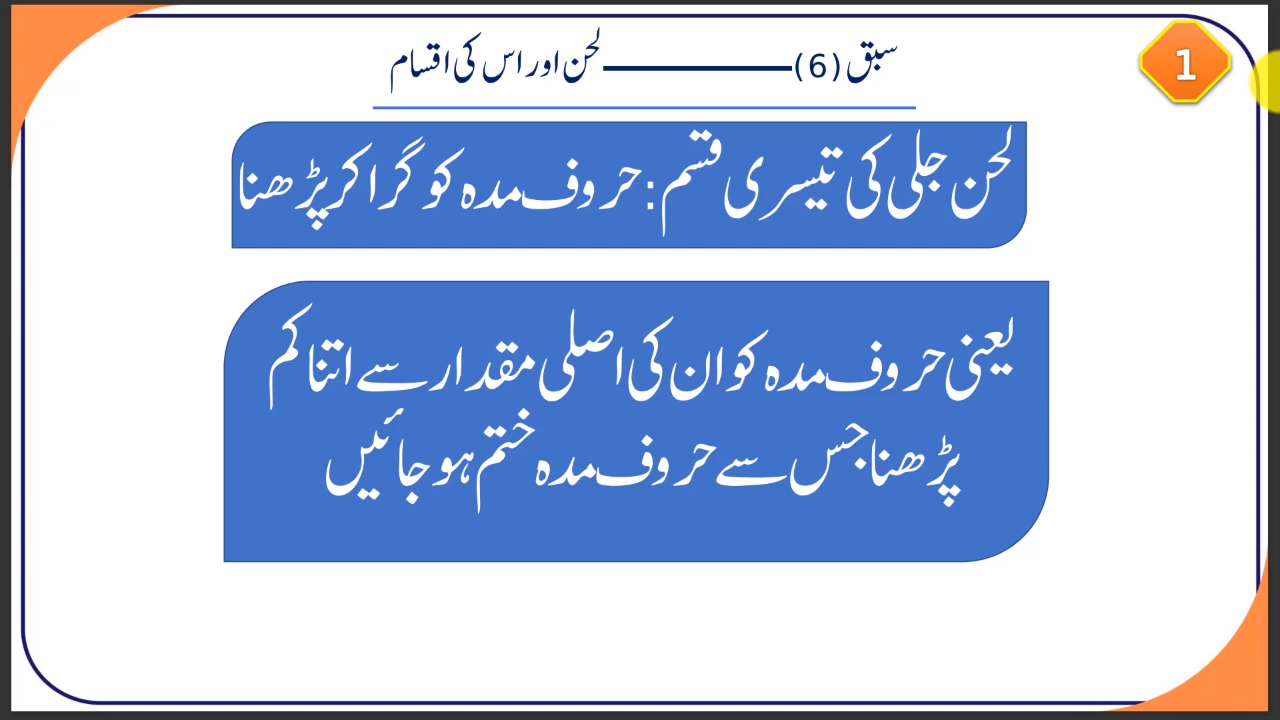 1
سبق (6)ـــــــــــــــــلحن اور اس کی اقسام
لحن جلی کی تیسری قسم: حروف مدہ کو گرا کر پڑھنا
یعنی حروف مدہ کو ان کی اصلی مقدار سے اتنا کم
پڑھنا جس سے حروف مدہ ختم ہو جائیں